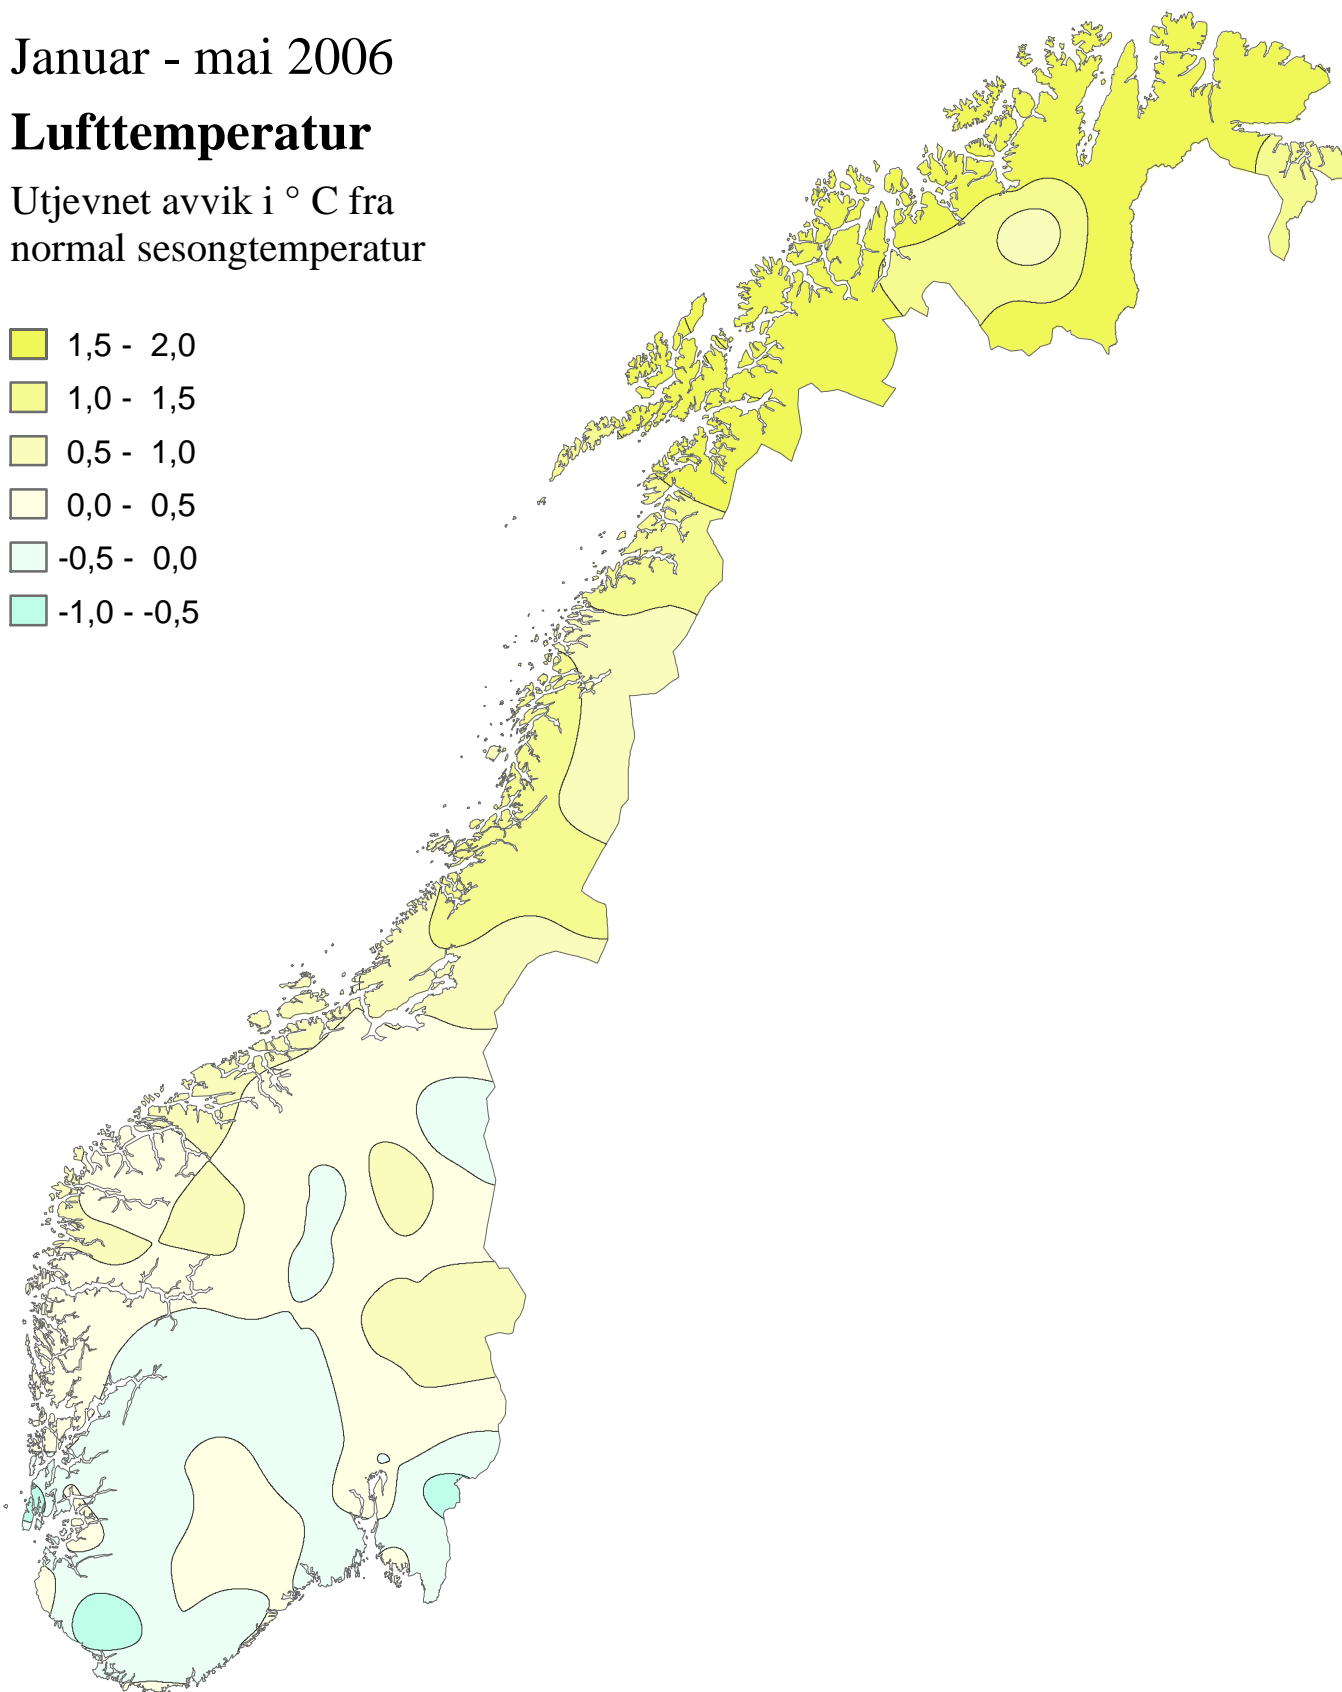 Januar - mai 2006
Lufttemperatur
Utjevnet avvik i ° C fra
normal sesongtemperatur
1,5 - 2,0
1,0 - 1,5
0,5 - 1,0
0,0 - 0,5
-0,5 - 0,0
-1,0 - -0,5